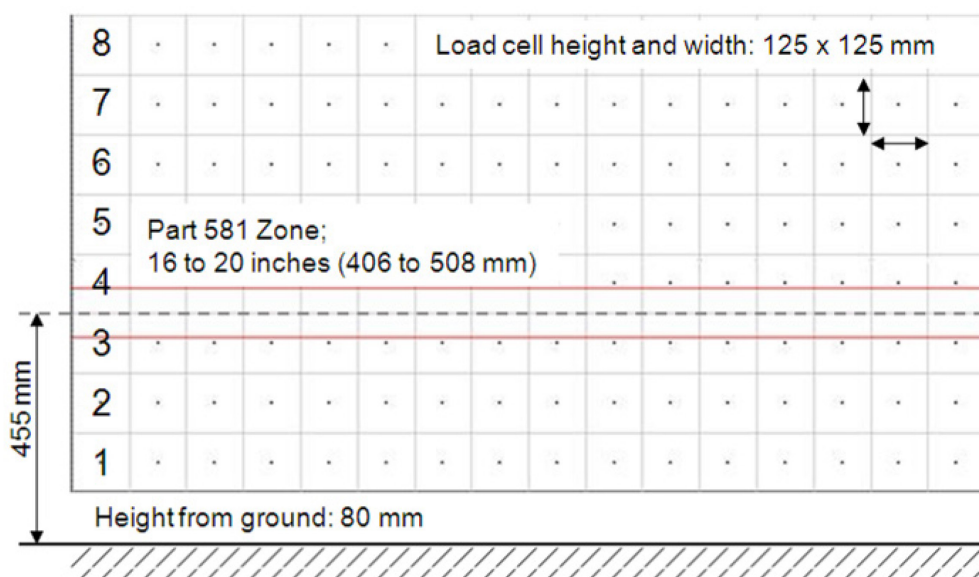 8
Load cell height and width: 125 x 125 mm
7
6
5
Part 581 Zone;
16 to 20 inches (406 to 508 mm)
4
3
455 mm
2
1
Height from ground: 80 mm